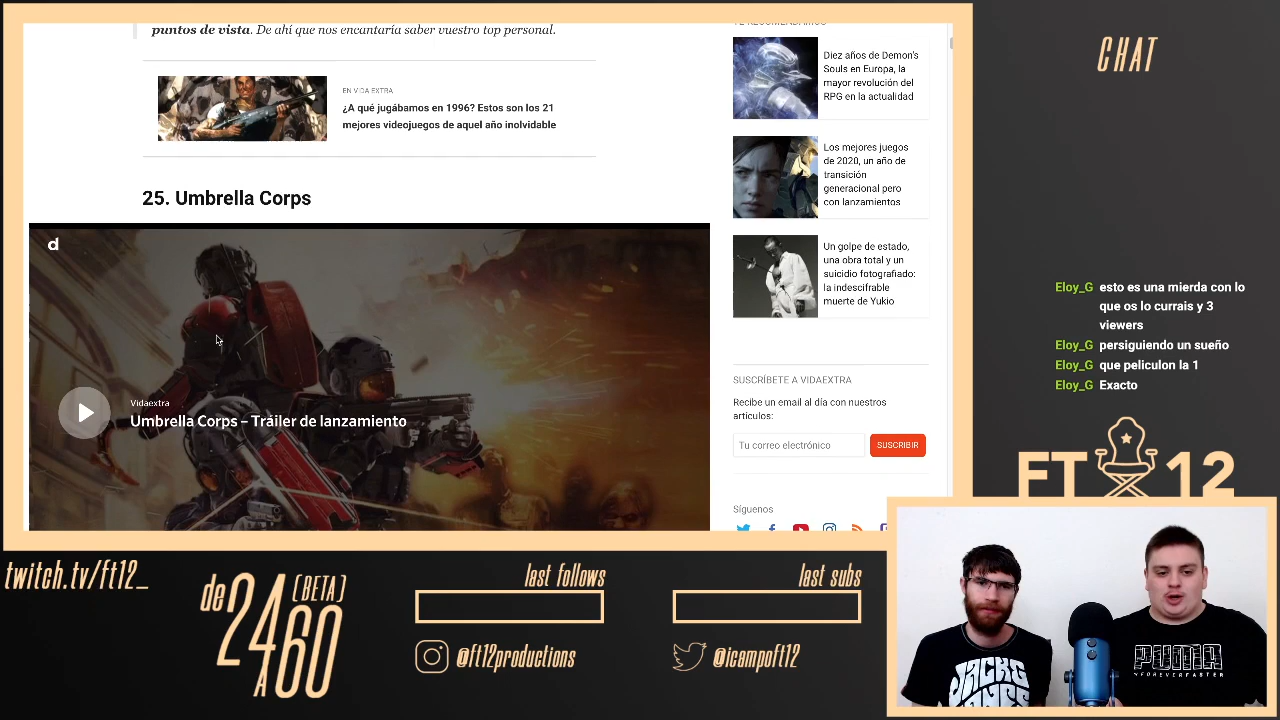 puntos de vista. De ahí que nos encantaría saber vuestro top personal.
EN VIDA EXTRA
¿A qué jugábamos en 1996? Estos son los 21
mejores videojuegos de aquel año inolvidable
25. Umbrella Corps
d
Vidaextra
Umbrella Corps – Tráiler de lanzamiento
Diez años de Demon's
Souls en Europa, la
mayor revolución del
RPG en la actualidad
Los mejores juegos
de 2020, un año de
transición
generacional pero
con lanzamientos
Un golpe de estado,
una obra total y un
suicidio fotografiado:
la indescifrable
muerte de Yukio
SUSCRÍBETE A VIDAEXTRA
Recibe un email al día con nuestros
artículos:
Tu correo electrónico
SUSCRIBIR
Síguenos
CHAT
Eloy_G esto es una mierda con lo
que os lo currais y 3
viewers
Eloy_G persiguiendo un sueño
Eloy_G que peliculon la 1
Eloy_G Exacto
FT 12
twitch.tv/ft12_
de 24 A 60 (BETA)
last follows
@ft12productions
last subs
@icampoft12
PUMA
#FOREVERFASTER